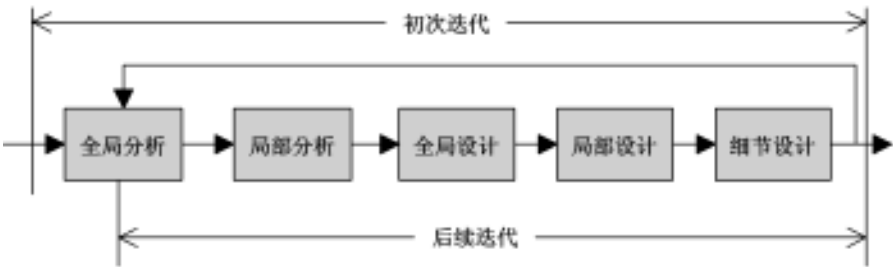 初次迭代
全局分析
局部分析
全局设计
局部设计
细节设计
后续迭代